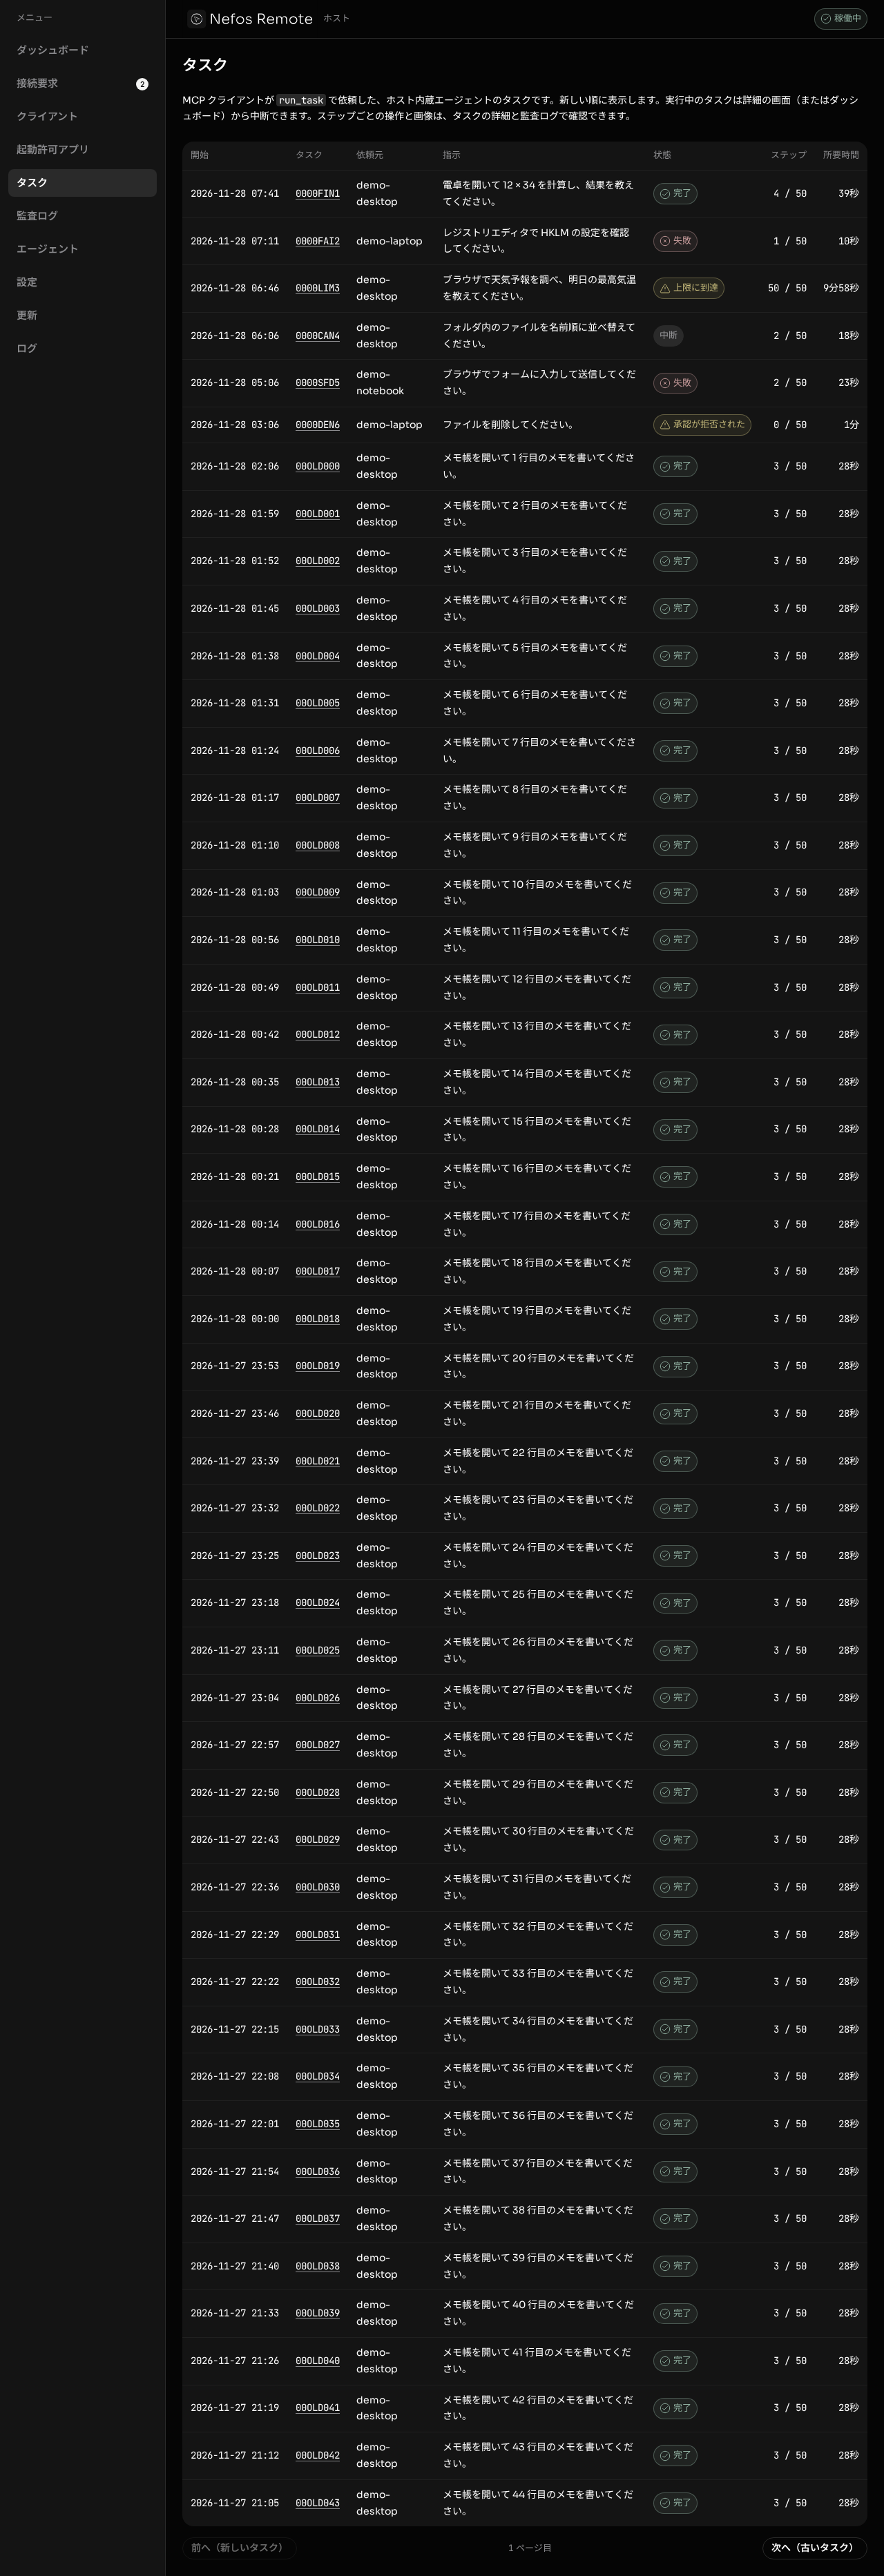 メニュー
ダッシュボード
接続要求 2
クライアント
起動許可アプリ
タスク
監査ログ
エージェント
設定
更新
ログ
Nefos Remote ホスト 稼働中
タスク
MCP クライアントが run_task で依頼した、ホスト内蔵エージェントのタスクです。新しい順に表示します。実行中のタスクは詳細の画面（またはダッシ
ュボード）から中断できます。ステップごとの操作と画像は、タスクの詳細と監査ログで確認できます。
開始 タスク 依頼元 指示 状態 ステップ 所要時間
2026-11-28 07:41 0000FIN1 demo-desktop 電卓を開いて 12 × 34 を計算し、結果を教えてください。 完了 4 / 50 39秒
2026-11-28 07:11 0000FAI2 demo-laptop レジストリエディタで HKLM の設定を確認してください。 失敗 1 / 50 10秒
2026-11-28 06:46 0000LIM3 demo-desktop ブラウザで天気予報を調べ、明日の最高気温を教えてください。 上限に到達 50 / 50 9分58秒
2026-11-28 06:06 0000CAN4 demo-desktop フォルダ内のファイルを名前順に並べ替えてください。 中断 2 / 50 18秒
2026-11-28 05:06 0000SFD5 demo-notebook ブラウザでフォームに入力して送信してください。 失敗 2 / 50 23秒
2026-11-28 03:06 0000DEN6 demo-laptop ファイルを削除してください。 承認が拒否された 0 / 50 1分
2026-11-28 02:06 00OLD000 demo-desktop メモ帳を開いて 1 行目のメモを書いてください。 完了 3 / 50 28秒
2026-11-28 01:59 00OLD001 demo-desktop メモ帳を開いて 2 行目のメモを書いてください。 完了 3 / 50 28秒
2026-11-28 01:52 00OLD002 demo-desktop メモ帳を開いて 3 行目のメモを書いてください。 完了 3 / 50 28秒
2026-11-28 01:45 00OLD003 demo-desktop メモ帳を開いて 4 行目のメモを書いてください。 完了 3 / 50 28秒
2026-11-28 01:38 00OLD004 demo-desktop メモ帳を開いて 5 行目のメモを書いてください。 完了 3 / 50 28秒
2026-11-28 01:31 00OLD005 demo-desktop メモ帳を開いて 6 行目のメモを書いてください。 完了 3 / 50 28秒
2026-11-28 01:24 00OLD006 demo-desktop メモ帳を開いて 7 行目のメモを書いてください。 完了 3 / 50 28秒
2026-11-28 01:17 00OLD007 demo-desktop メモ帳を開いて 8 行目のメモを書いてください。 完了 3 / 50 28秒
2026-11-28 01:10 00OLD008 demo-desktop メモ帳を開いて 9 行目のメモを書いてください。 完了 3 / 50 28秒
2026-11-28 01:03 00OLD009 demo-desktop メモ帳を開いて 10 行目のメモを書いてください。 完了 3 / 50 28秒
2026-11-28 00:56 00OLD010 demo-desktop メモ帳を開いて 11 行目のメモを書いてください。 完了 3 / 50 28秒
2026-11-28 00:49 00OLD011 demo-desktop メモ帳を開いて 12 行目のメモを書いてください。 完了 3 / 50 28秒
2026-11-28 00:42 00OLD012 demo-desktop メモ帳を開いて 13 行目のメモを書いてください。 完了 3 / 50 28秒
2026-11-28 00:35 00OLD013 demo-desktop メモ帳を開いて 14 行目のメモを書いてください。 完了 3 / 50 28秒
2026-11-28 00:28 00OLD014 demo-desktop メモ帳を開いて 15 行目のメモを書いてください。 完了 3 / 50 28秒
2026-11-28 00:21 00OLD015 demo-desktop メモ帳を開いて 16 行目のメモを書いてください。 完了 3 / 50 28秒
2026-11-28 00:14 00OLD016 demo-desktop メモ帳を開いて 17 行目のメモを書いてください。 完了 3 / 50 28秒
2026-11-28 00:07 00OLD017 demo-desktop メモ帳を開いて 18 行目のメモを書いてください。 完了 3 / 50 28秒
2026-11-28 00:00 00OLD018 demo-desktop メモ帳を開いて 19 行目のメモを書いてください。 完了 3 / 50 28秒
2026-11-27 23:53 00OLD019 demo-desktop メモ帳を開いて 20 行目のメモを書いてください。 完了 3 / 50 28秒
2026-11-27 23:46 00OLD020 demo-desktop メモ帳を開いて 21 行目のメモを書いてください。 完了 3 / 50 28秒
2026-11-27 23:39 00OLD021 demo-desktop メモ帳を開いて 22 行目のメモを書いてください。 完了 3 / 50 28秒
2026-11-27 23:32 00OLD022 demo-desktop メモ帳を開いて 23 行目のメモを書いてください。 完了 3 / 50 28秒
2026-11-27 23:25 00OLD023 demo-desktop メモ帳を開いて 24 行目のメモを書いてください。 完了 3 / 50 28秒
2026-11-27 23:18 00OLD024 demo-desktop メモ帳を開いて 25 行目のメモを書いてください。 完了 3 / 50 28秒
2026-11-27 23:11 00OLD025 demo-desktop メモ帳を開いて 26 行目のメモを書いてください。 完了 3 / 50 28秒
2026-11-27 23:04 00OLD026 demo-desktop メモ帳を開いて 27 行目のメモを書いてください。 完了 3 / 50 28秒
2026-11-27 22:57 00OLD027 demo-desktop メモ帳を開いて 28 行目のメモを書いてください。 完了 3 / 50 28秒
2026-11-27 22:50 00OLD028 demo-desktop メモ帳を開いて 29 行目のメモを書いてください。 完了 3 / 50 28秒
2026-11-27 22:43 00OLD029 demo-desktop メモ帳を開いて 30 行目のメモを書いてください。 完了 3 / 50 28秒
2026-11-27 22:36 00OLD030 demo-desktop メモ帳を開いて 31 行目のメモを書いてください。 完了 3 / 50 28秒
2026-11-27 22:29 00OLD031 demo-desktop メモ帳を開いて 32 行目のメモを書いてください。 完了 3 / 50 28秒
2026-11-27 22:22 00OLD032 demo-desktop メモ帳を開いて 33 行目のメモを書いてください。 完了 3 / 50 28秒
2026-11-27 22:15 00OLD033 demo-desktop メモ帳を開いて 34 行目のメモを書いてください。 完了 3 / 50 28秒
2026-11-27 22:08 00OLD034 demo-desktop メモ帳を開いて 35 行目のメモを書いてください。 完了 3 / 50 28秒
2026-11-27 22:01 00OLD035 demo-desktop メモ帳を開いて 36 行目のメモを書いてください。 完了 3 / 50 28秒
2026-11-27 21:54 00OLD036 demo-desktop メモ帳を開いて 37 行目のメモを書いてください。 完了 3 / 50 28秒
2026-11-27 21:47 00OLD037 demo-desktop メモ帳を開いて 38 行目のメモを書いてください。 完了 3 / 50 28秒
2026-11-27 21:40 00OLD038 demo-desktop メモ帳を開いて 39 行目のメモを書いてください。 完了 3 / 50 28秒
2026-11-27 21:33 00OLD039 demo-desktop メモ帳を開いて 40 行目のメモを書いてください。 完了 3 / 50 28秒
2026-11-27 21:26 00OLD040 demo-desktop メモ帳を開いて 41 行目のメモを書いてください。 完了 3 / 50 28秒
2026-11-27 21:19 00OLD041 demo-desktop メモ帳を開いて 42 行目のメモを書いてください。 完了 3 / 50 28秒
2026-11-27 21:12 00OLD042 demo-desktop メモ帳を開いて 43 行目のメモを書いてください。 完了 3 / 50 28秒
2026-11-27 21:05 00OLD043 demo-desktop メモ帳を開いて 44 行目のメモを書いてください。 完了 3 / 50 28秒
前へ（新しいタスク） 1 ページ目 次へ（古いタスク）